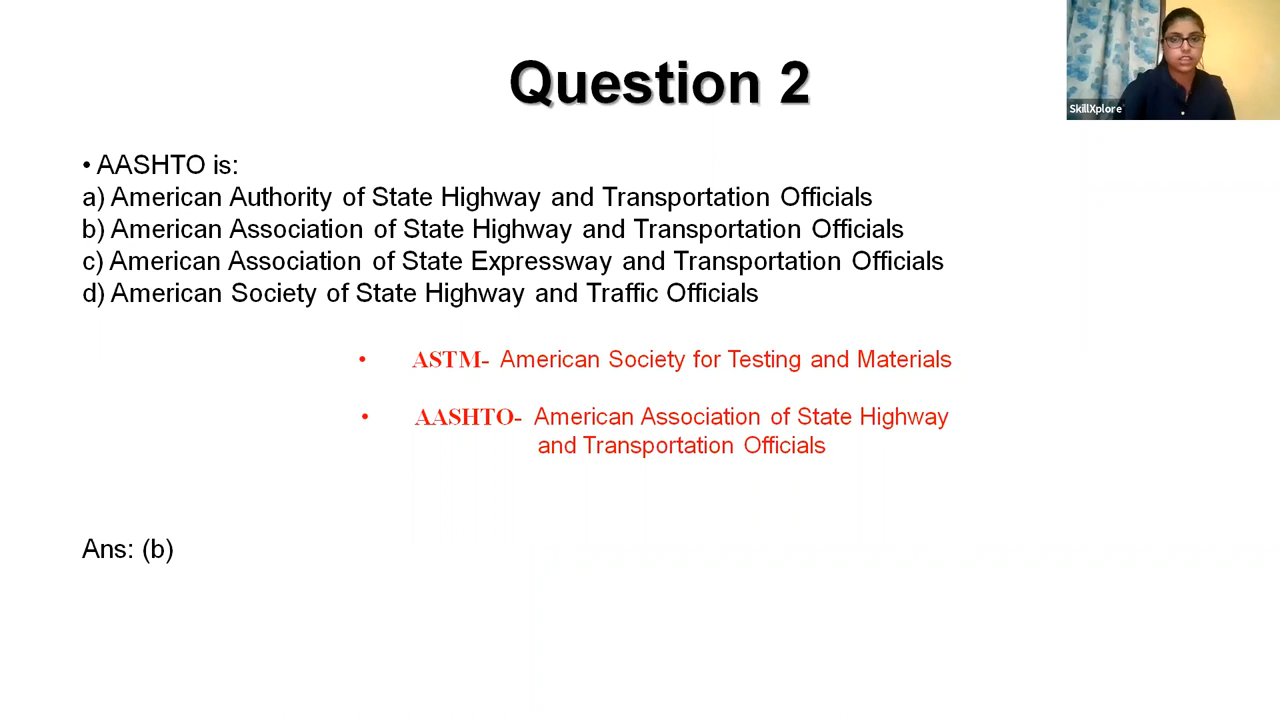 Question 2
SkillXplore
• AASHTO is:
a) American Authority of State Highway and Transportation Officials
b) American Association of State Highway and Transportation Officials
c) American Association of State Expressway and Transportation Officials
d) American Society of State Highway and Traffic Officials
• ASTM- American Society for Testing and Materials
• AASHTO- American Association of State Highway
and Transportation Officials
Ans: (b)